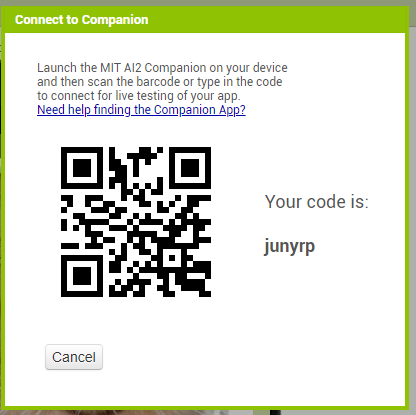 Connect to Companion
Launch the MIT AI2 Companion on your device
and then scan the barcode or type in the code
to connect for live testing of your app.
Need help finding the Companion App?
Your code is:
junyrp
Cancel